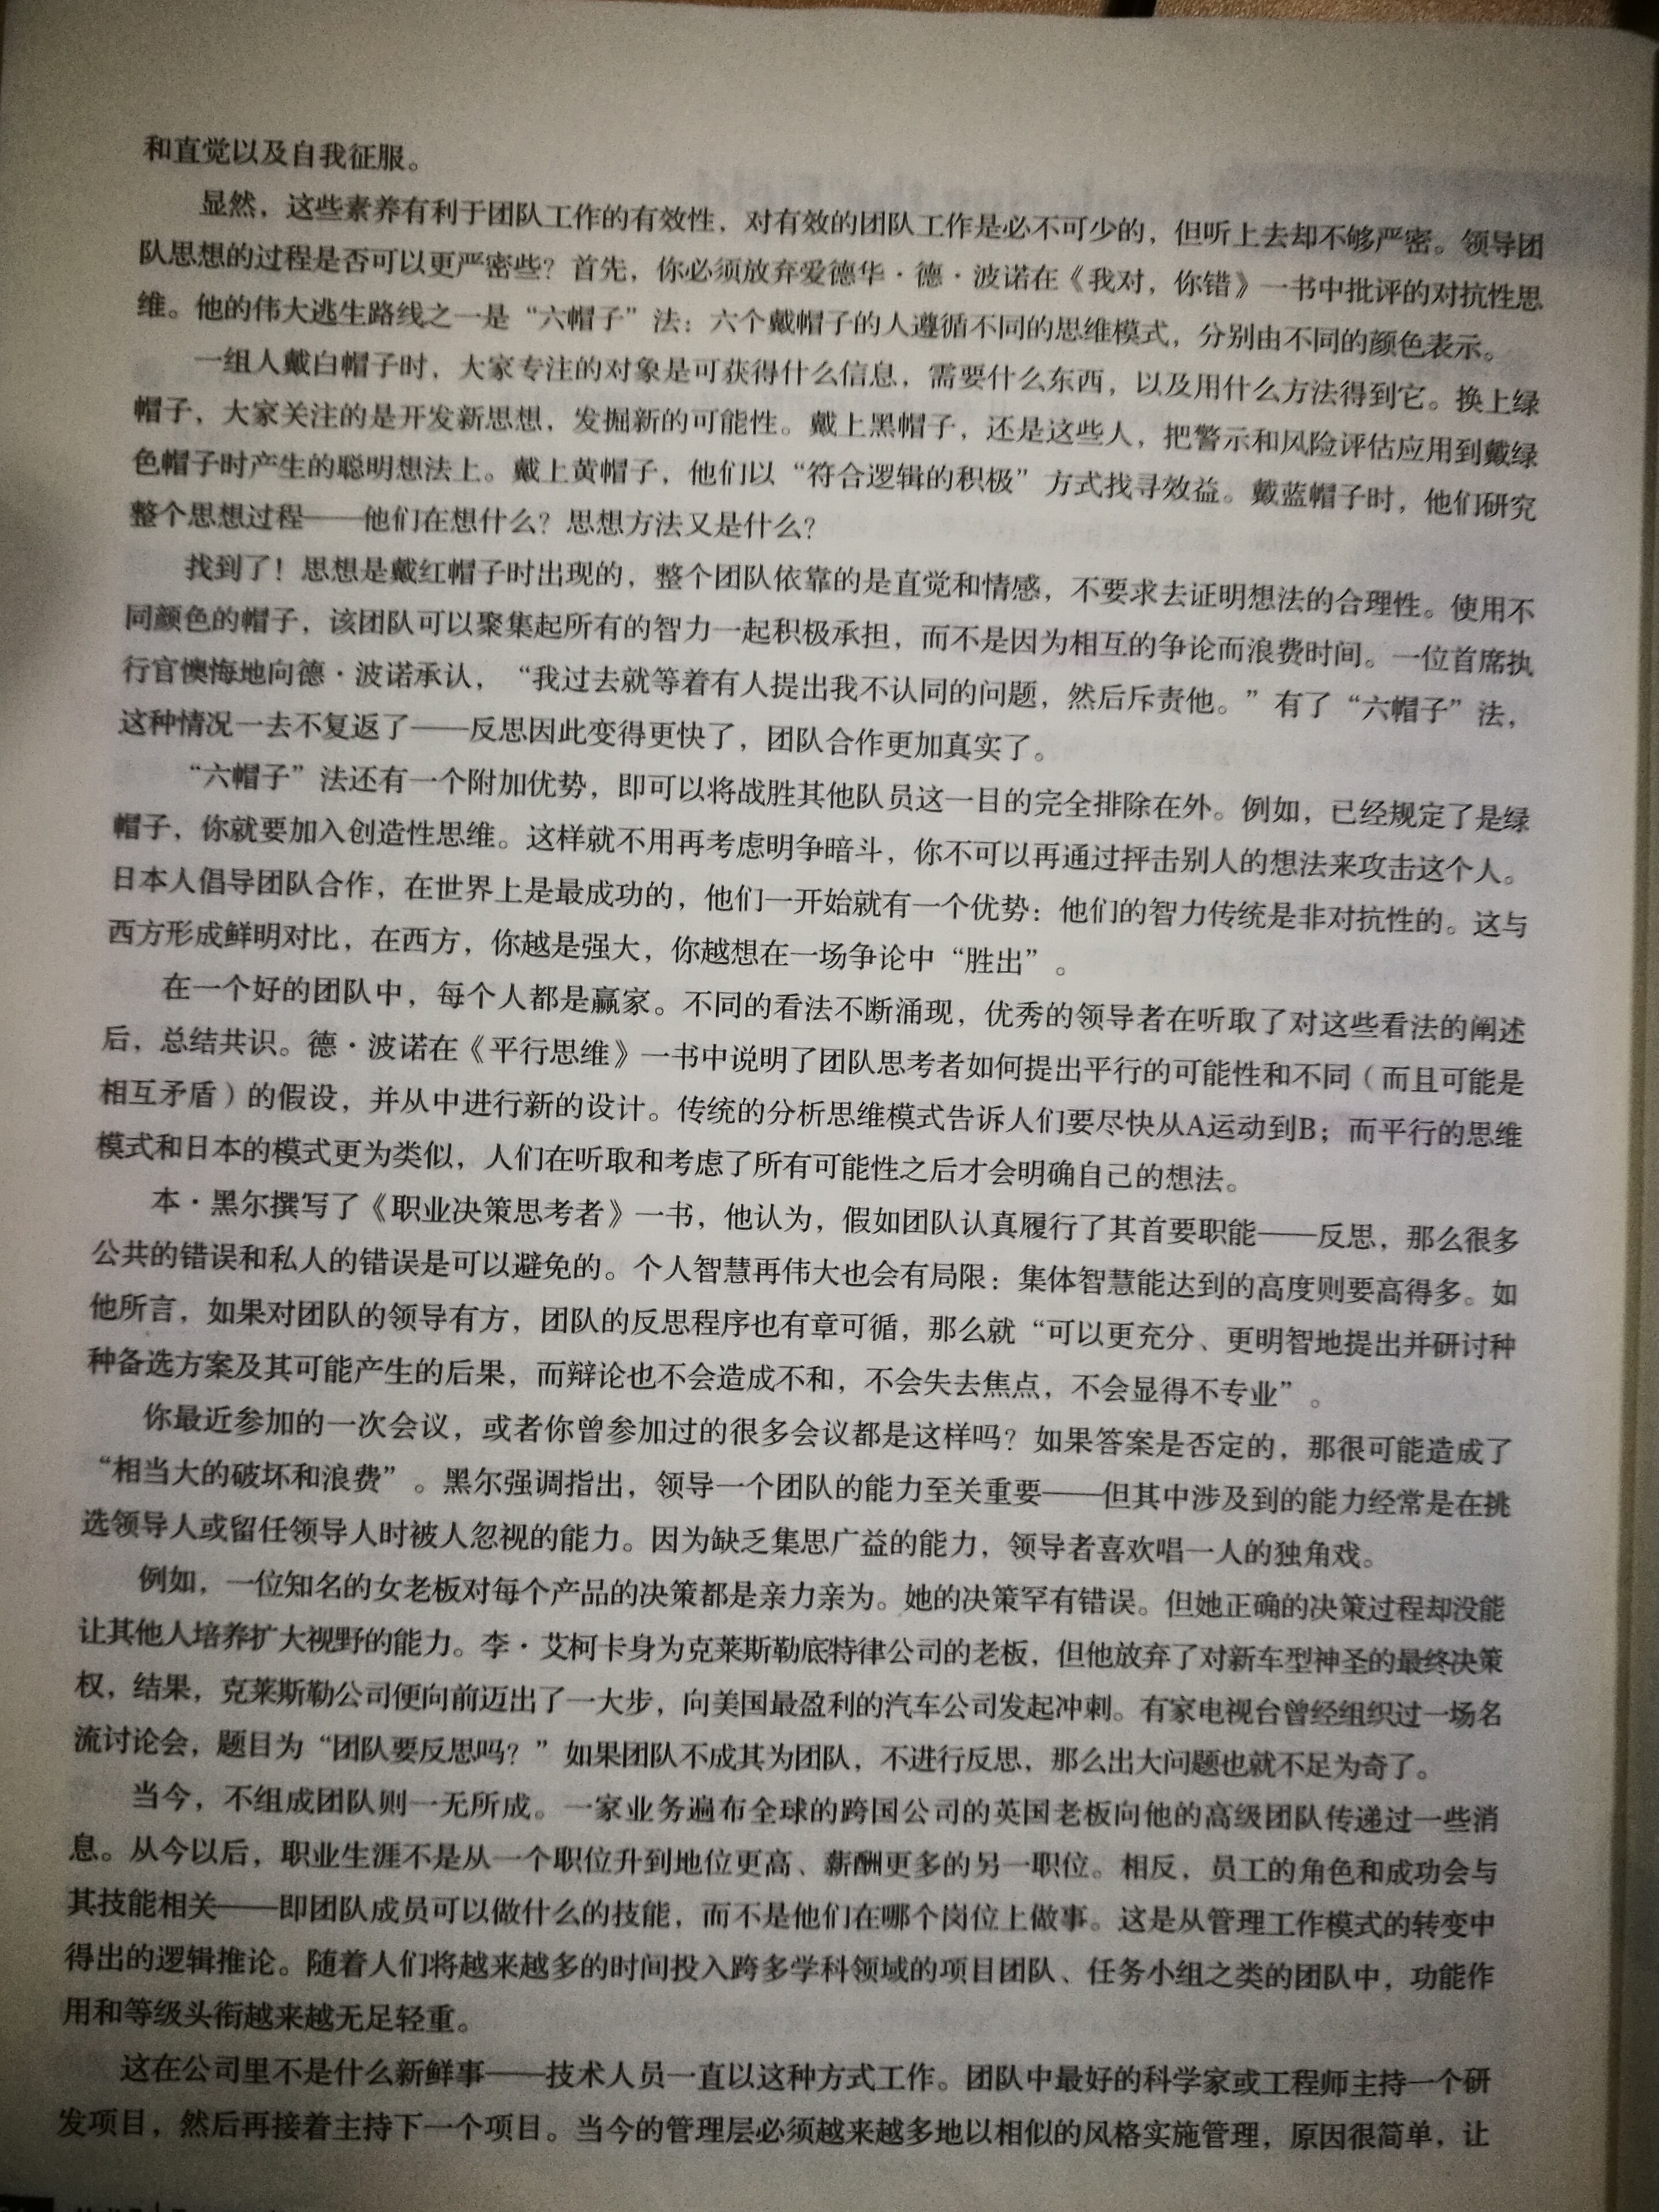 和直觉以及自我征服。
显然，这些素养有利于团队工作的有效性，对有效的团队工作是必不可少的，但听上去却不够严密。领导团
队思想的过程是否可以更严密些？首先，你必须放弃爱德华·德·波诺在《我对，你错》一书中批评的对抗性思
维。他的伟大逃生路线之一是“六帽子”法：六个戴帽子的人遵循不同的思维模式，分别由不同的颜色表示。
一组人戴白帽子时，大家专注的对象是可获得什么信息，需要什么东西，以及用什么方法得到它。换上绿
帽子，大家关注的是开发新思想，发掘新的可能性。戴上黑帽子，还是这些人，把警示和风险评估应用到戴绿
色帽子时产生的聪明想法上。戴上黄帽子，他们以“符合逻辑的积极”方式找寻效益。戴蓝帽子时，他们研究
整个思想过程——他们在想什么？思想方法又是什么？
找到了！思想是戴红帽子时出现的，整个团队依靠的是直觉和情感，不要求去证明想法的合理性。使用不
同颜色的帽子，该团队可以聚集起所有的智力一起积极承担，而不是因为相互的争论而浪费时间。一位首席执
行官懊悔地向德·波诺承认，“我过去就等着有人提出我不认同的问题，然后斥责他。”有了“六帽子”法，
这种情况一去不复返了——反思因此变得更快了，团队合作更加真实了。
“六帽子”法还有一个附加优势，即可以将战胜其他队员这一目的完全排除在外。例如，已经规定了是绿
帽子，你就要加入创造性思维。这样就不用再考虑明争暗斗，你不可以再通过抨击别人的想法来攻击这个人。
日本人倡导团队合作，在世界上是最成功的，他们一开始就有一个优势：他们的智力传统是非对抗性的。这与
西方形成鲜明对比，在西方，你越是强大，你越想在一场争论中“胜出”。
在一个好的团队中，每个人都是赢家。不同的看法不断涌现，优秀的领导者在听取了对这些看法的阐述
后，总结共识。德·波诺在《平行思维》一书中说明了团队思考者如何提出平行的可能性和不同（而且可能是
相互矛盾）的假设，并从中进行新的设计。传统的分析思维模式告诉人们要尽快从A运动到B；而平行的思维
模式和日本的模式更为类似，人们在听取和考虑了所有可能性之后才会明确自己的想法。
本·黑尔撰写了《职业决策思考者》一书，他认为，假如团队认真履行了其首要职能——反思，那么很多
公共的错误和私人的错误是可以避免的。个人智慧再伟大也会有局限：集体智慧能达到的高度则要高得多。如
他所言，如果对团队的领导有方，团队的反思程序也有章可循，那么就“可以更充分、更明智地提出并研讨种
种备选方案及其可能产生的后果，而辩论也不会造成不和，不会失去焦点，不会显得不专业”。
你最近参加的一次会议，或者你曾参加过的很多会议都是这样吗？如果答案是否定的，那很可能造成了
“相当大的破坏和浪费”。黑尔强调指出，领导一个团队的能力至关重要——但其中涉及到的能力经常是在挑
选领导人或留任领导人时被人忽视的能力。因为缺乏集思广益的能力，领导者喜欢唱一人的独角戏。
例如，一位知名的女老板对每个产品的决策都是亲力亲为。她的决策罕有错误。但她正确的决策过程却没能
让其他人培养扩大视野的能力。李·艾柯卡身为克莱斯勒底特律公司的老板，但他放弃了对新车型神圣的最终决策
权，结果，克莱斯勒公司便向前迈出了一大步，向美国最盈利的汽车公司发起冲刺。有家电视台曾经组织过一场名
流讨论会，题目为“团队要反思吗？”如果团队不成其为团队，不进行反思，那么出大问题也就不足为奇了。
当今，不组成团队则一无所成。一家业务遍布全球的跨国公司的英国老板向他的高级团队传递过一些消
息。从今以后，职业生涯不是从一个职位升到地位更高、薪酬更多的另一职位。相反，员工的角色和成功会与
其技能相关——即团队成员可以做什么的技能，而不是他们在哪个岗位上做事。这是从管理工作模式的转变中
得出的逻辑推论。随着人们将越来越多的时间投入跨多学科领域的项目团队、任务小组之类的团队中，功能作
用和等级头衔越来越无足轻重。
这在公司里不是什么新鲜事——技术人员一直以这种方式工作。团队中最好的科学家或工程师主持一个研
发项目，然后再接着主持下一个项目。当今的管理层必须越来越多地以相似的风格实施管理，原因很简单，让